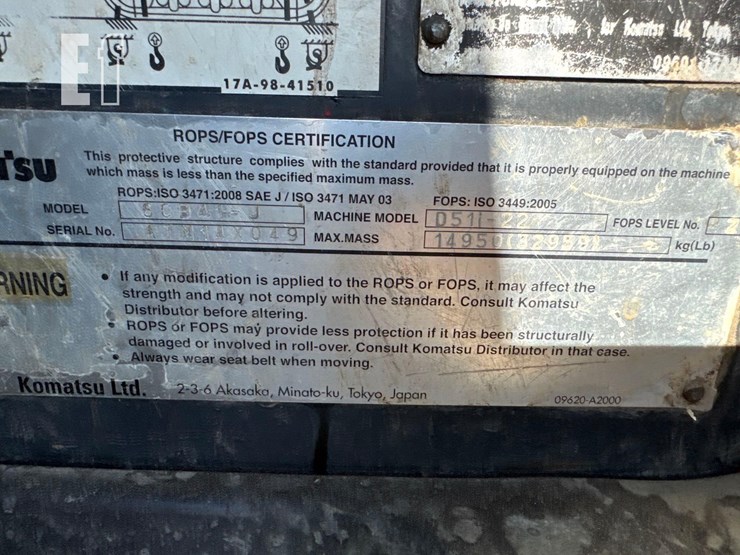 E1
17A-98-41510
Komatsu Ltd, Tokyo
ROPS/FOPS CERTIFICATION
This protective structure complies with the standard provided that it is properly equipped on the machine
which mass is less than the specified maximum mass.
ROPS:ISO 3471:2008 SAE J / ISO 3471 MAY 03 FOPS: ISO 3449:2005
MODEL MACHINE MODEL FOPS LEVEL No. 2
SERIAL No. MAX.MASS kg(Lb)
RNING
• If any modification is applied to the ROPS or FOPS, it may affect the
strength and may not comply with the standard. Consult Komatsu
Distributor before altering.
• ROPS or FOPS may provide less protection if it has been structurally
damaged or involved in roll-over. Consult Komatsu Distributor in that case.
• Always wear seat belt when moving.
Komatsu Ltd. 2-3-6 Akasaka, Minato-ku, Tokyo, Japan 09620-A2000